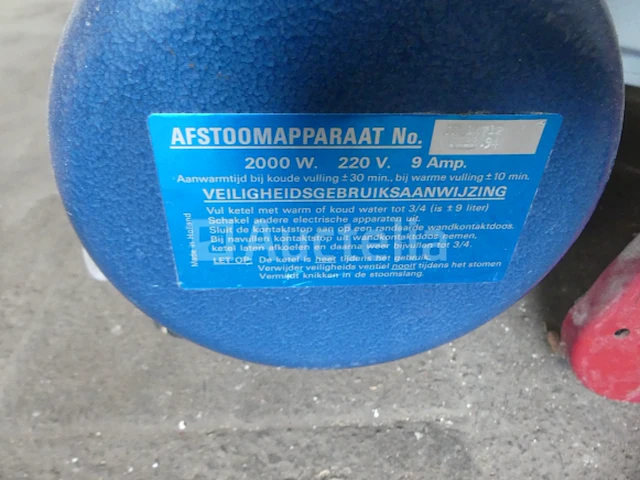 AFSTOOMAPPARAAT No.
2000 W. 220 V. 9 Amp.
Aanwarmtijd bij koude vulling ± 30 min., bij warme vulling ± 10 min.
VEILIGHEIDSGEBRUIKSAANWIJZING
Vul ketel met warm of koud water tot 3/4 (is ± 9 liter)
Schakel andere electrische apparaten uit.
Sluit de kontaktstop aan op een randaarde wandkontaktdoos.
Bij navullen kontaktstop uit wandkontaktdoos nemen,
ketel laten afkoelen en daarna weer bijvullen tot 3/4.
LET OP: De ketel is heet tijdens het gebruik.
Verwijder veiligheids ventiel nooit tijdens het stomen
Vermijdt knikken in de stoomslang.
Made in Holland